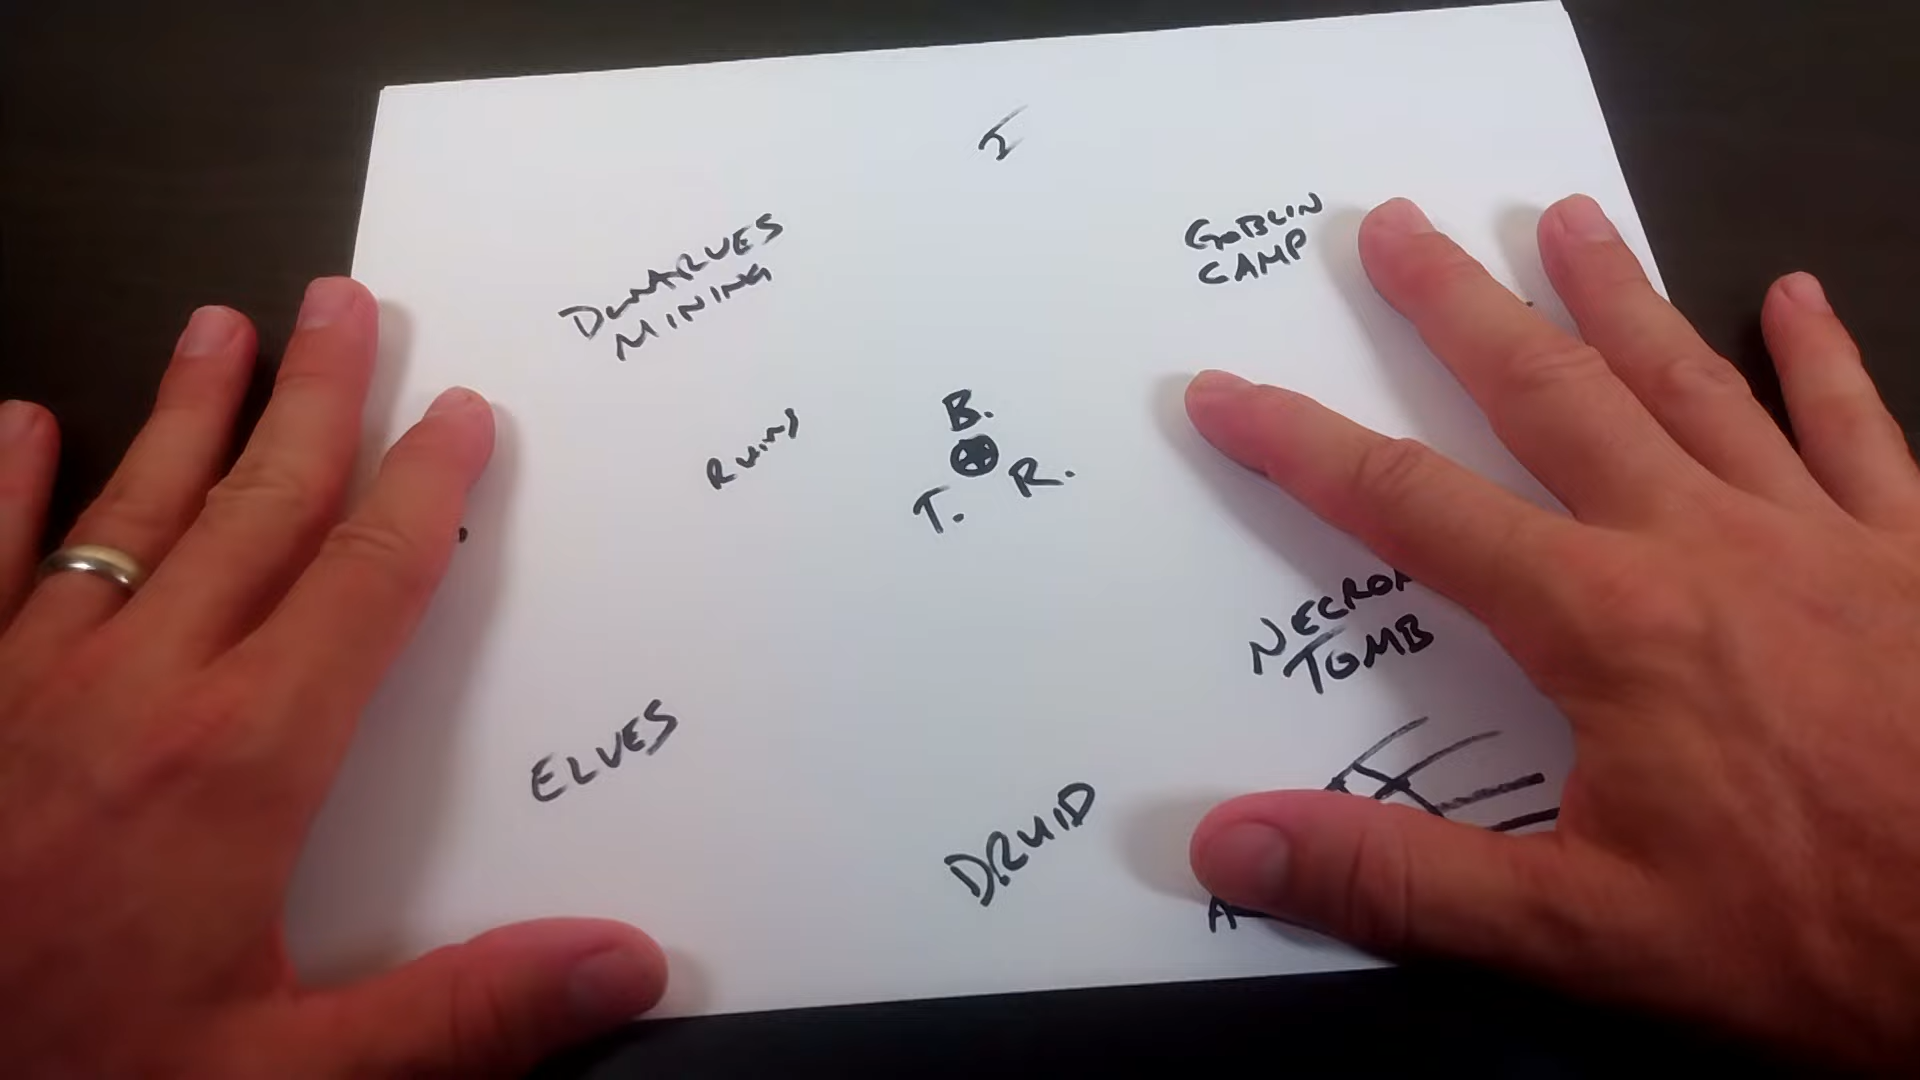 I
DWARVES
MINING
GOBLIN
CAMP
B.
RUINS
T.
R.
TOMB
ELVES
DRUID